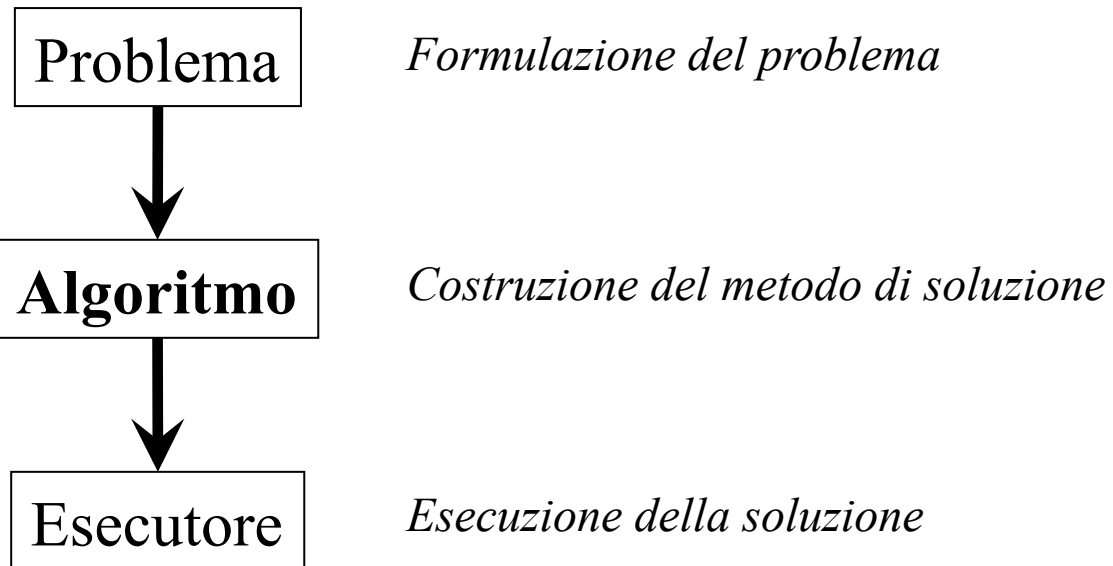 Problema Formulazione del problema
Algoritmo Costruzione del metodo di soluzione
Esecutore Esecuzione della soluzione